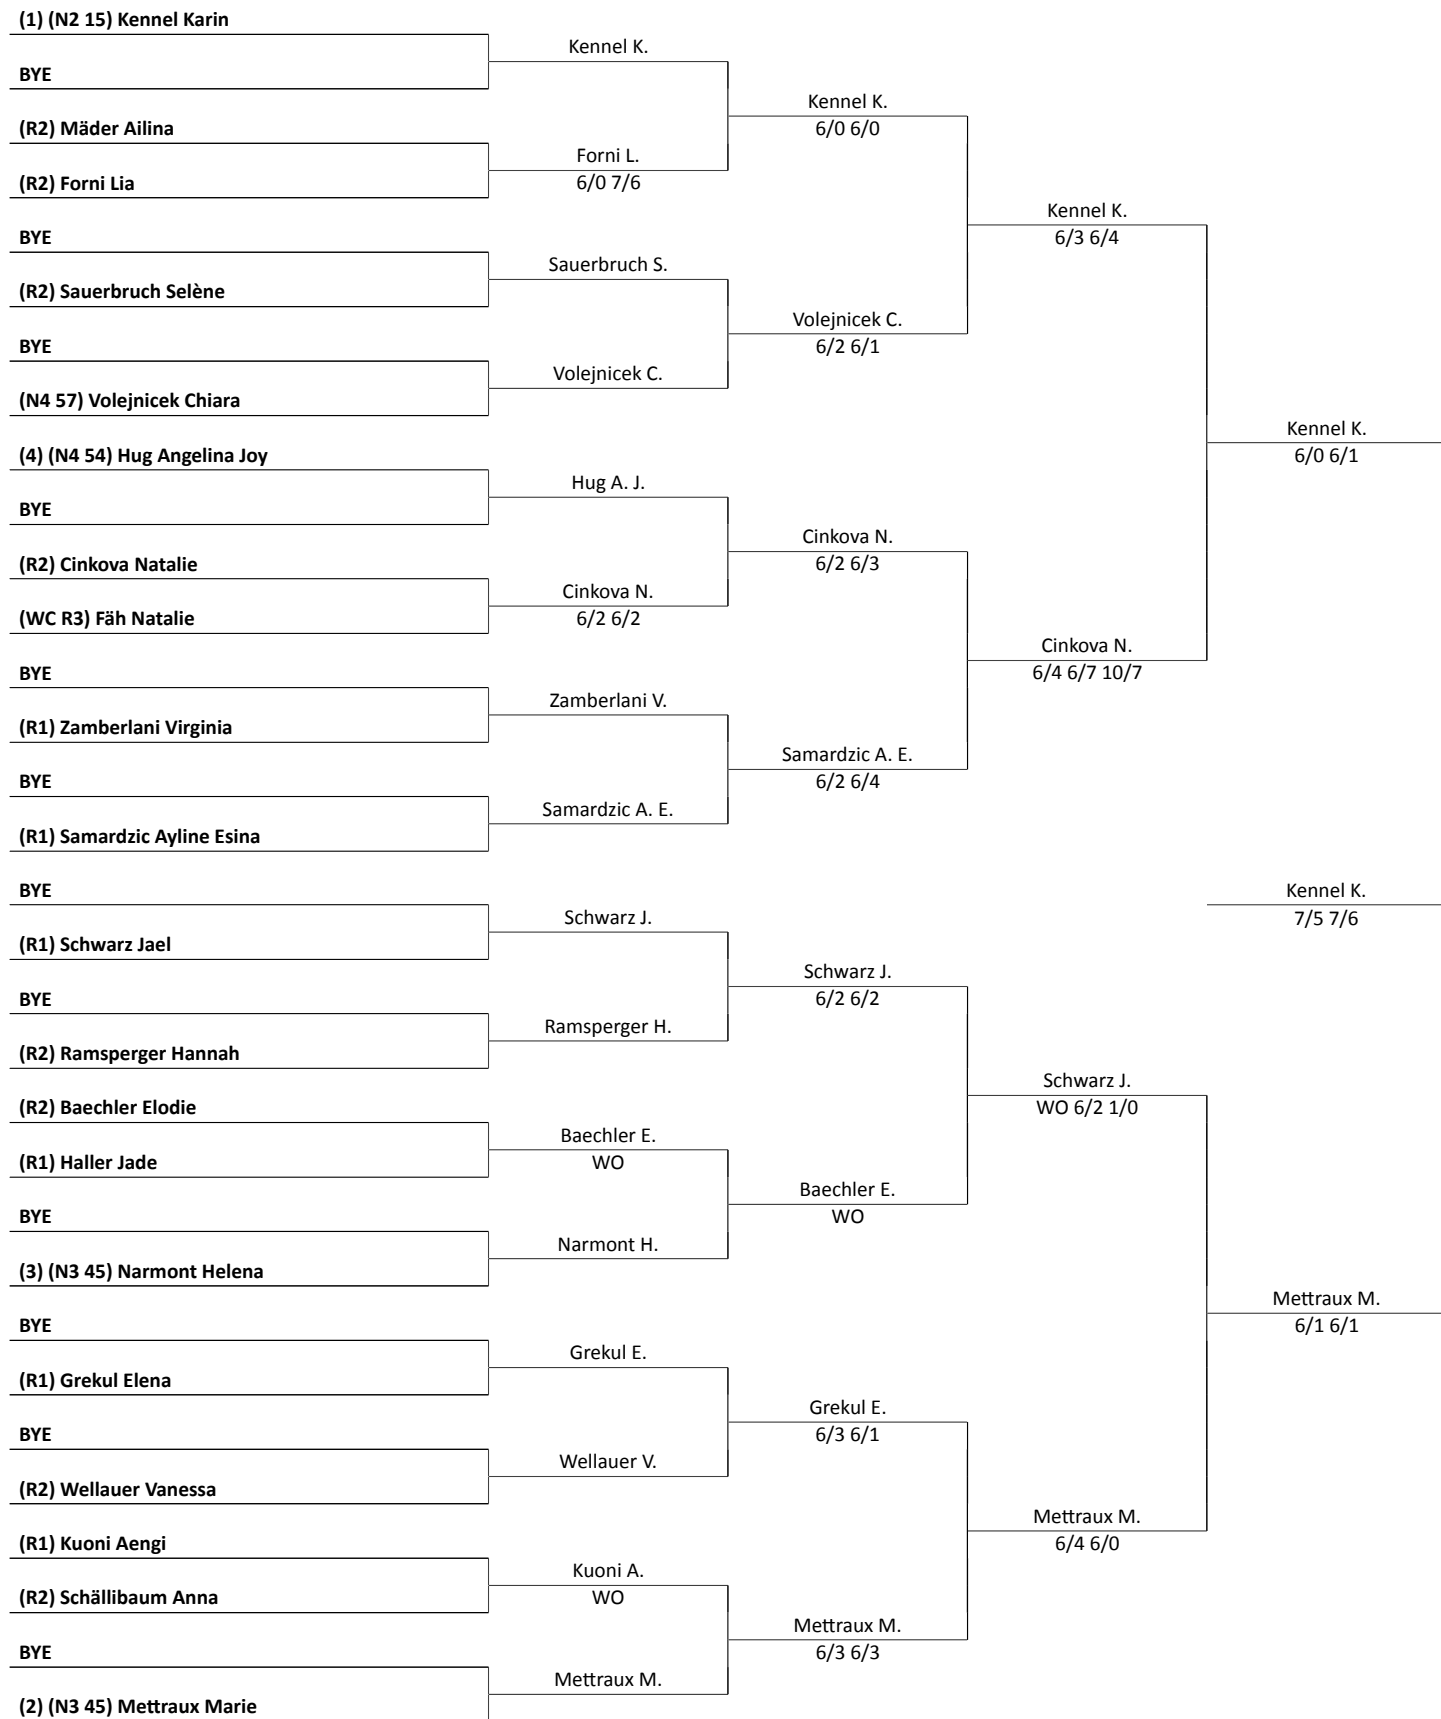 (1) (N2 15) Kennel Karin
Kennel K.
BYE
Kennel K.
6/0 6/0
(R2) Mäder Ailina
Forni L.
6/0 7/6
(R2) Forni Lia
Kennel K.
6/3 6/4
BYE
Sauerbruch S.
(R2) Sauerbruch Selène
Volejnicek C.
6/2 6/1
BYE
Volejnicek C.
(N4 57) Volejnicek Chiara
Kennel K.
6/0 6/1
(4) (N4 54) Hug Angelina Joy
Hug A. J.
BYE
Cinkova N.
6/2 6/3
(R2) Cinkova Natalie
Cinkova N.
6/2 6/2
(WC R3) Fäh Natalie
Cinkova N.
6/4 6/7 10/7
BYE
Zamberlani V.
(R1) Zamberlani Virginia
Samardzic A. E.
6/2 6/4
BYE
Samardzic A. E.
(R1) Samardzic Ayline Esina
Kennel K.
7/5 7/6
BYE
Schwarz J.
(R1) Schwarz Jael
Schwarz J.
6/2 6/2
BYE
Ramsperger H.
(R2) Ramsperger Hannah
Schwarz J.
WO 6/2 1/0
(R2) Baechler Elodie
Baechler E.
WO
(R1) Haller Jade
Baechler E.
WO
BYE
Narmont H.
(3) (N3 45) Narmont Helena
Mettraux M.
6/1 6/1
BYE
Grekul E.
(R1) Grekul Elena
Grekul E.
6/3 6/1
BYE
Wellauer V.
(R2) Wellauer Vanessa
Mettraux M.
6/4 6/0
(R1) Kuoni Aengi
Kuoni A.
WO
(R2) Schällibaum Anna
Mettraux M.
6/3 6/3
BYE
Mettraux M.
(2) (N3 45) Mettraux Marie